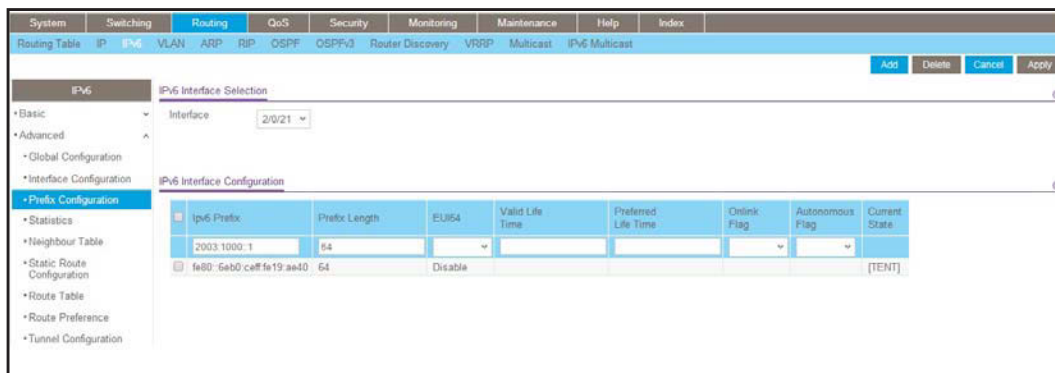 System Switching Routing QoS Security Monitoring Maintenance Help Index
Routing Table IP IPv6 VLAN ARP RIP OSPF OSPFv3 Router Discovery VRRP Multicast IPv6 Multicast
Add Delete Cancel Apply
IPv6
•Basic
•Advanced
•Global Configuration
•Interface Configuration
•Prefix Configuration
•Statistics
•Neighbour Table
•Static Route
Configuration
•Route Table
•Route Preference
•Tunnel Configuration
IPv6 Interface Selection
Interface 2/0/21
IPv6 Interface Configuration
Ipv6 Prefix Prefix Length EUI64 Valid Life Time Preferred Life Time Onlink Flag Autonomous Flag Current State
2003:1000::1 64
fe80::6eb0:ceff:fe19:ae40 64 Disable [TENT]